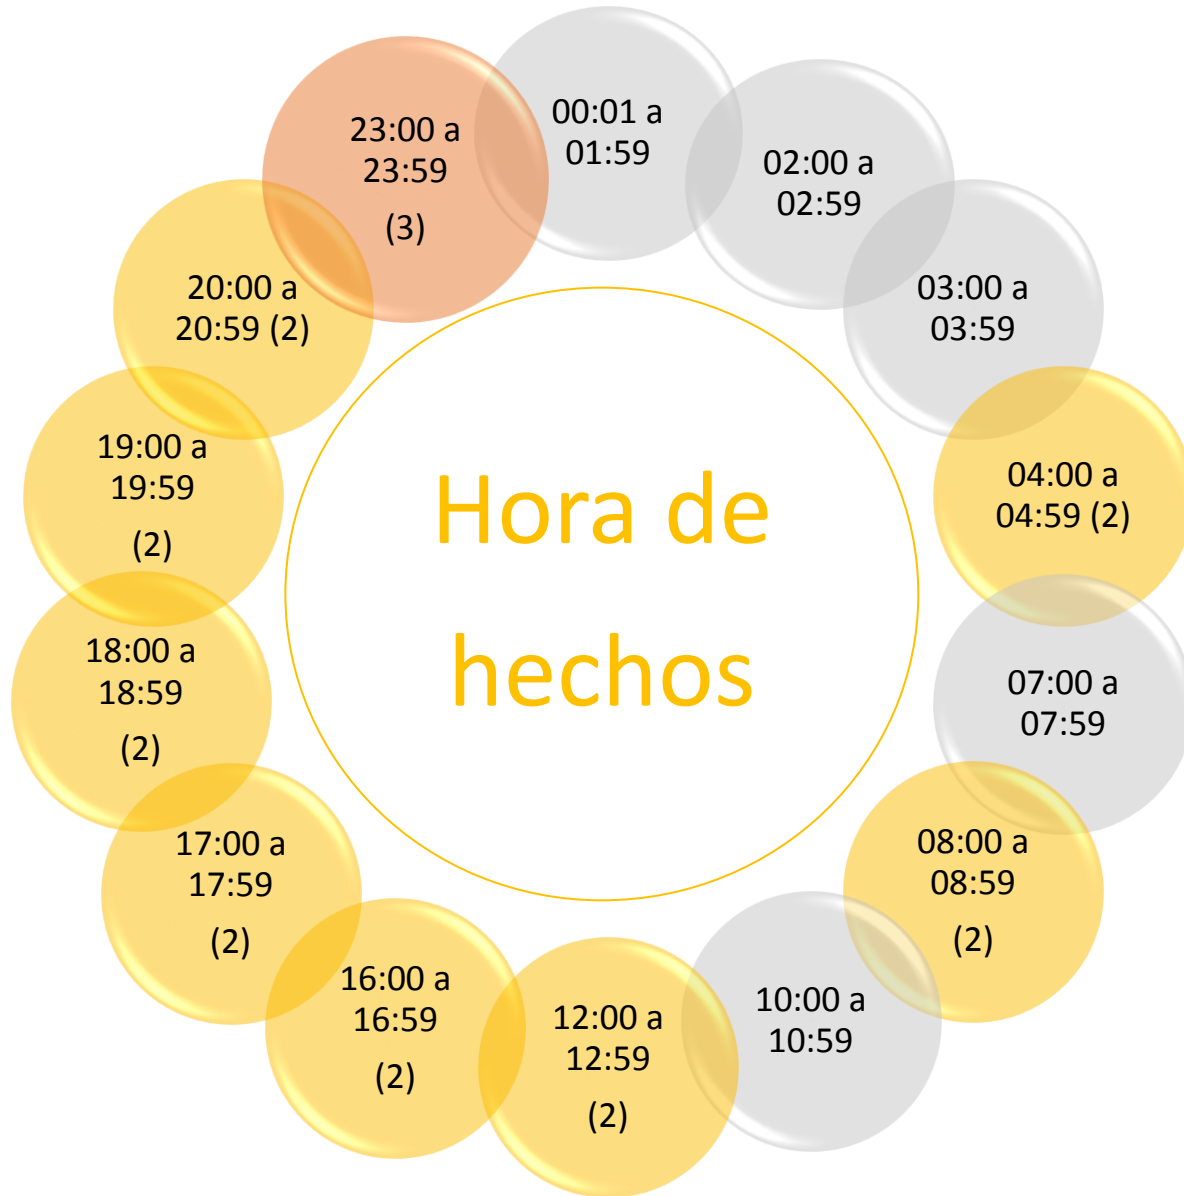 Hora de
hechos
00:01 a
01:59
02:00 a
02:59
03:00 a
03:59
04:00 a
04:59 (2)
07:00 a
07:59
08:00 a
08:59
(2)
10:00 a
10:59
12:00 a
12:59
(2)
16:00 a
16:59
(2)
17:00 a
17:59
(2)
18:00 a
18:59
(2)
19:00 a
19:59
(2)
20:00 a
20:59 (2)
23:00 a
23:59
(3)